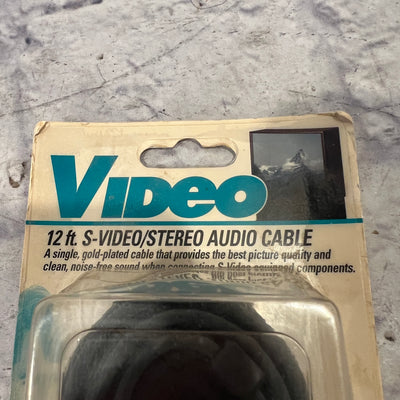 VIDEO
12 ft. S-VIDEO/STEREO AUDIO CABLE
A single, gold-plated cable that provides the best picture quality and
clean, noise-free sound when connecting S-Video equipped components.